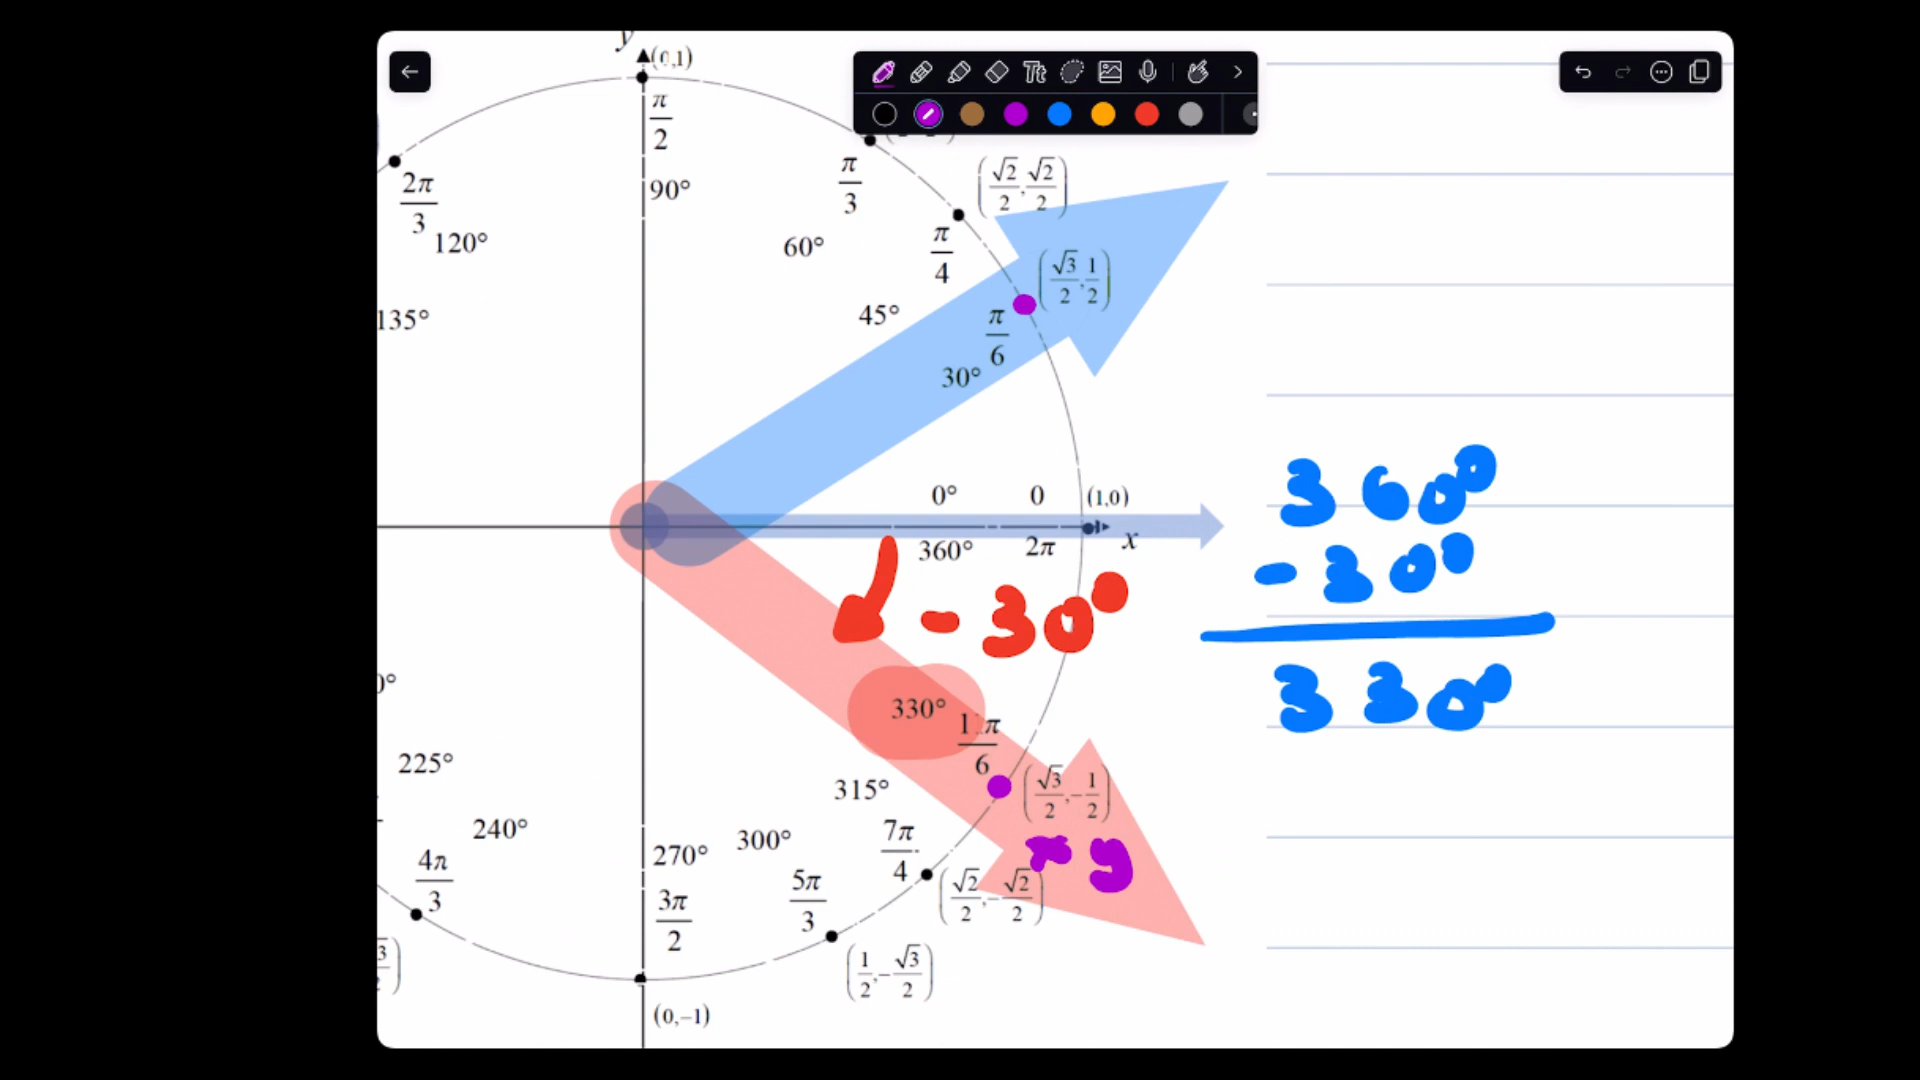 y
(0,1)
π/2
90°
2π/3
120°
135°
π/3
60°
(√2/2, √2/2)
π/4
45°
(√3/2, 1/2)
π/6
30°
Tt
0° 0 (1,0)
360° 2π x
- 30°
330°
π/6
(√3/2, -1/2)
315°
7π/4
(√2/2, -√2/2)
300°
5π/3
(1/2, -√3/2)
270°
3π/2
(0,-1)
225°
240°
4π/3
360°
- 30°
330°